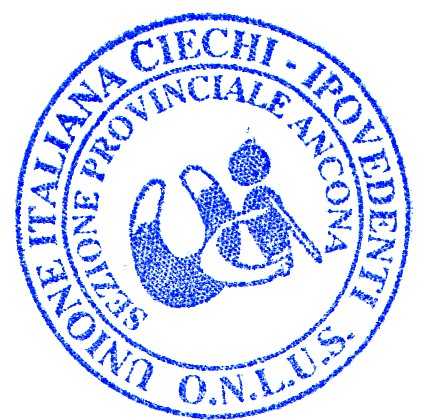 UNIONE ITALIANA CIECHI - IPOVEDENTI O.N.L.U.S.
SEZIONE PROVINCIALE ANCONA